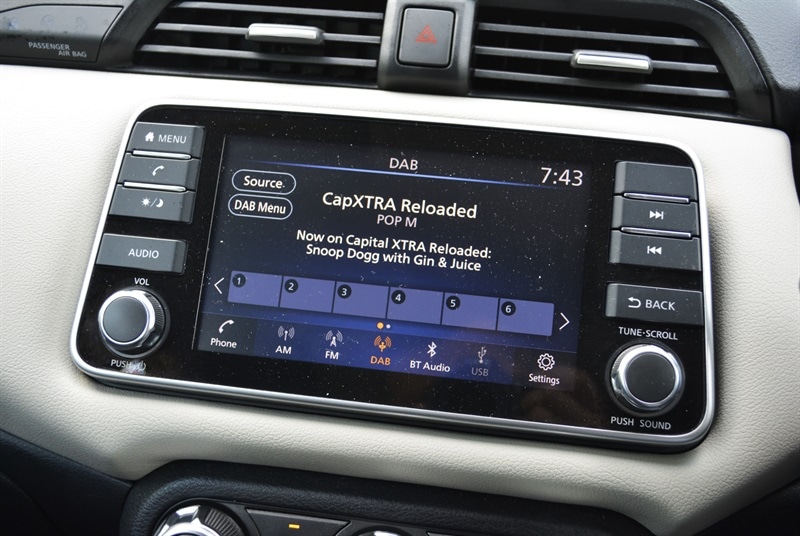 PASSENGER
AIR BAG
MENU
AUDIO
VOL
PUSH
DAB
7:43
Source
DAB Menu
CapXTRA Reloaded
POP M
Now on Capital XTRA Reloaded:
Snoop Dogg with Gin & Juice
1
2
3
4
5
6
Phone
AM
FM
DAB
BT Audio
USB
Settings
BACK
TUNE·SCROLL
PUSH SOUND